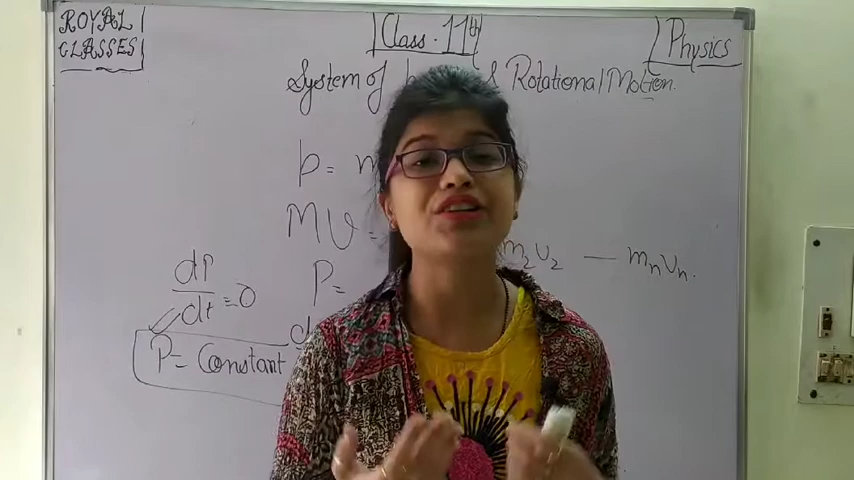 ROYAL
CLASSES
Class - 11th
Physics
System of & Rotational Motion.
p =
MV =
m₂v₂ — mₙvₙ.
dP/dt = 0
P =
P = Constant